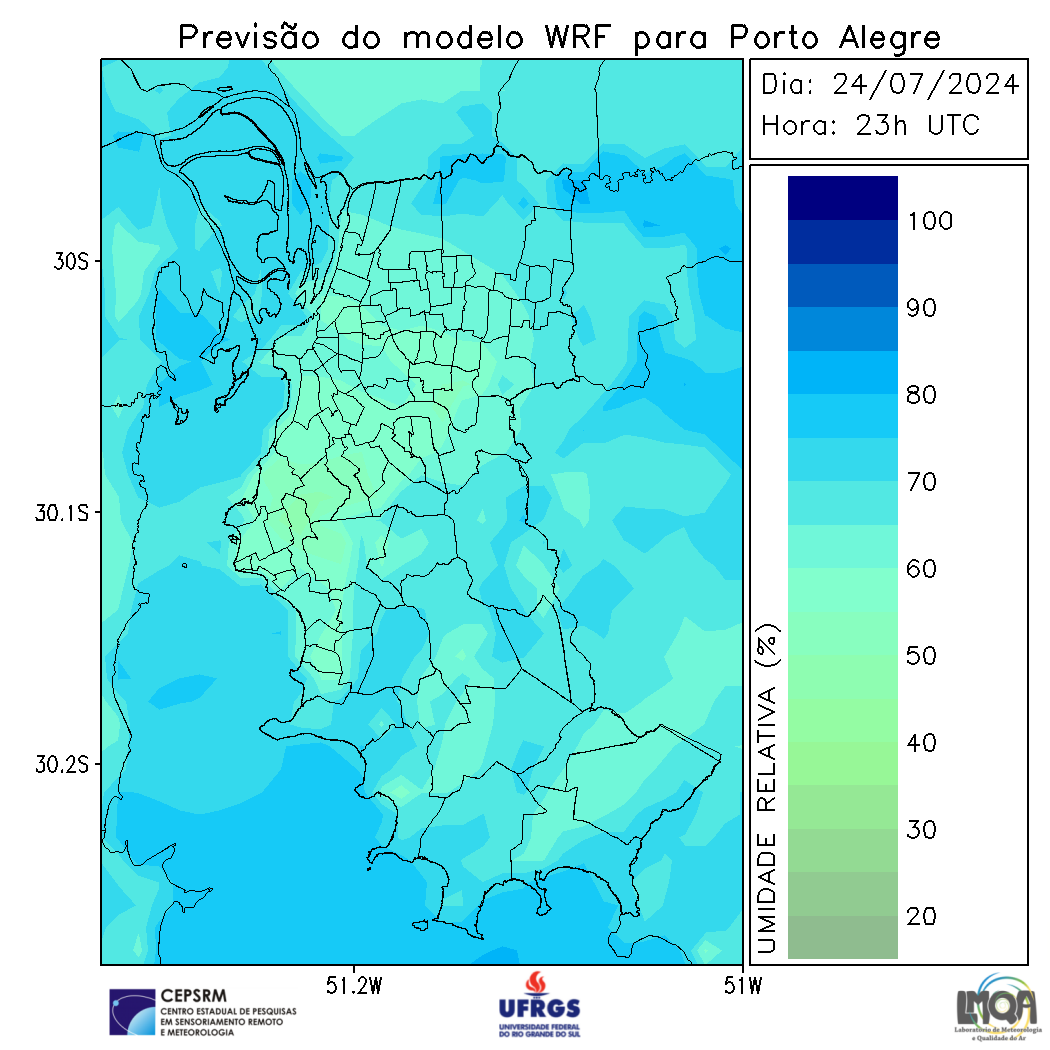 Previsão do modelo WRF para Porto Alegre
Dia: 24/07/2024
Hora: 23h UTC
30S
30.1S
30.2S
51.2W
51W
100
90
80
70
60
50
40
30
20
UMIDADE RELATIVA (%)
CEPSRM
CENTRO ESTADUAL DE PESQUISAS
EM SENSORIAMENTO REMOTO
E METEOROLOGIA
UFRGS
UNIVERSIDADE FEDERAL
DO RIO GRANDE DO SUL
LMQA
Laboratório de Meteorologia
e Qualidade do Ar